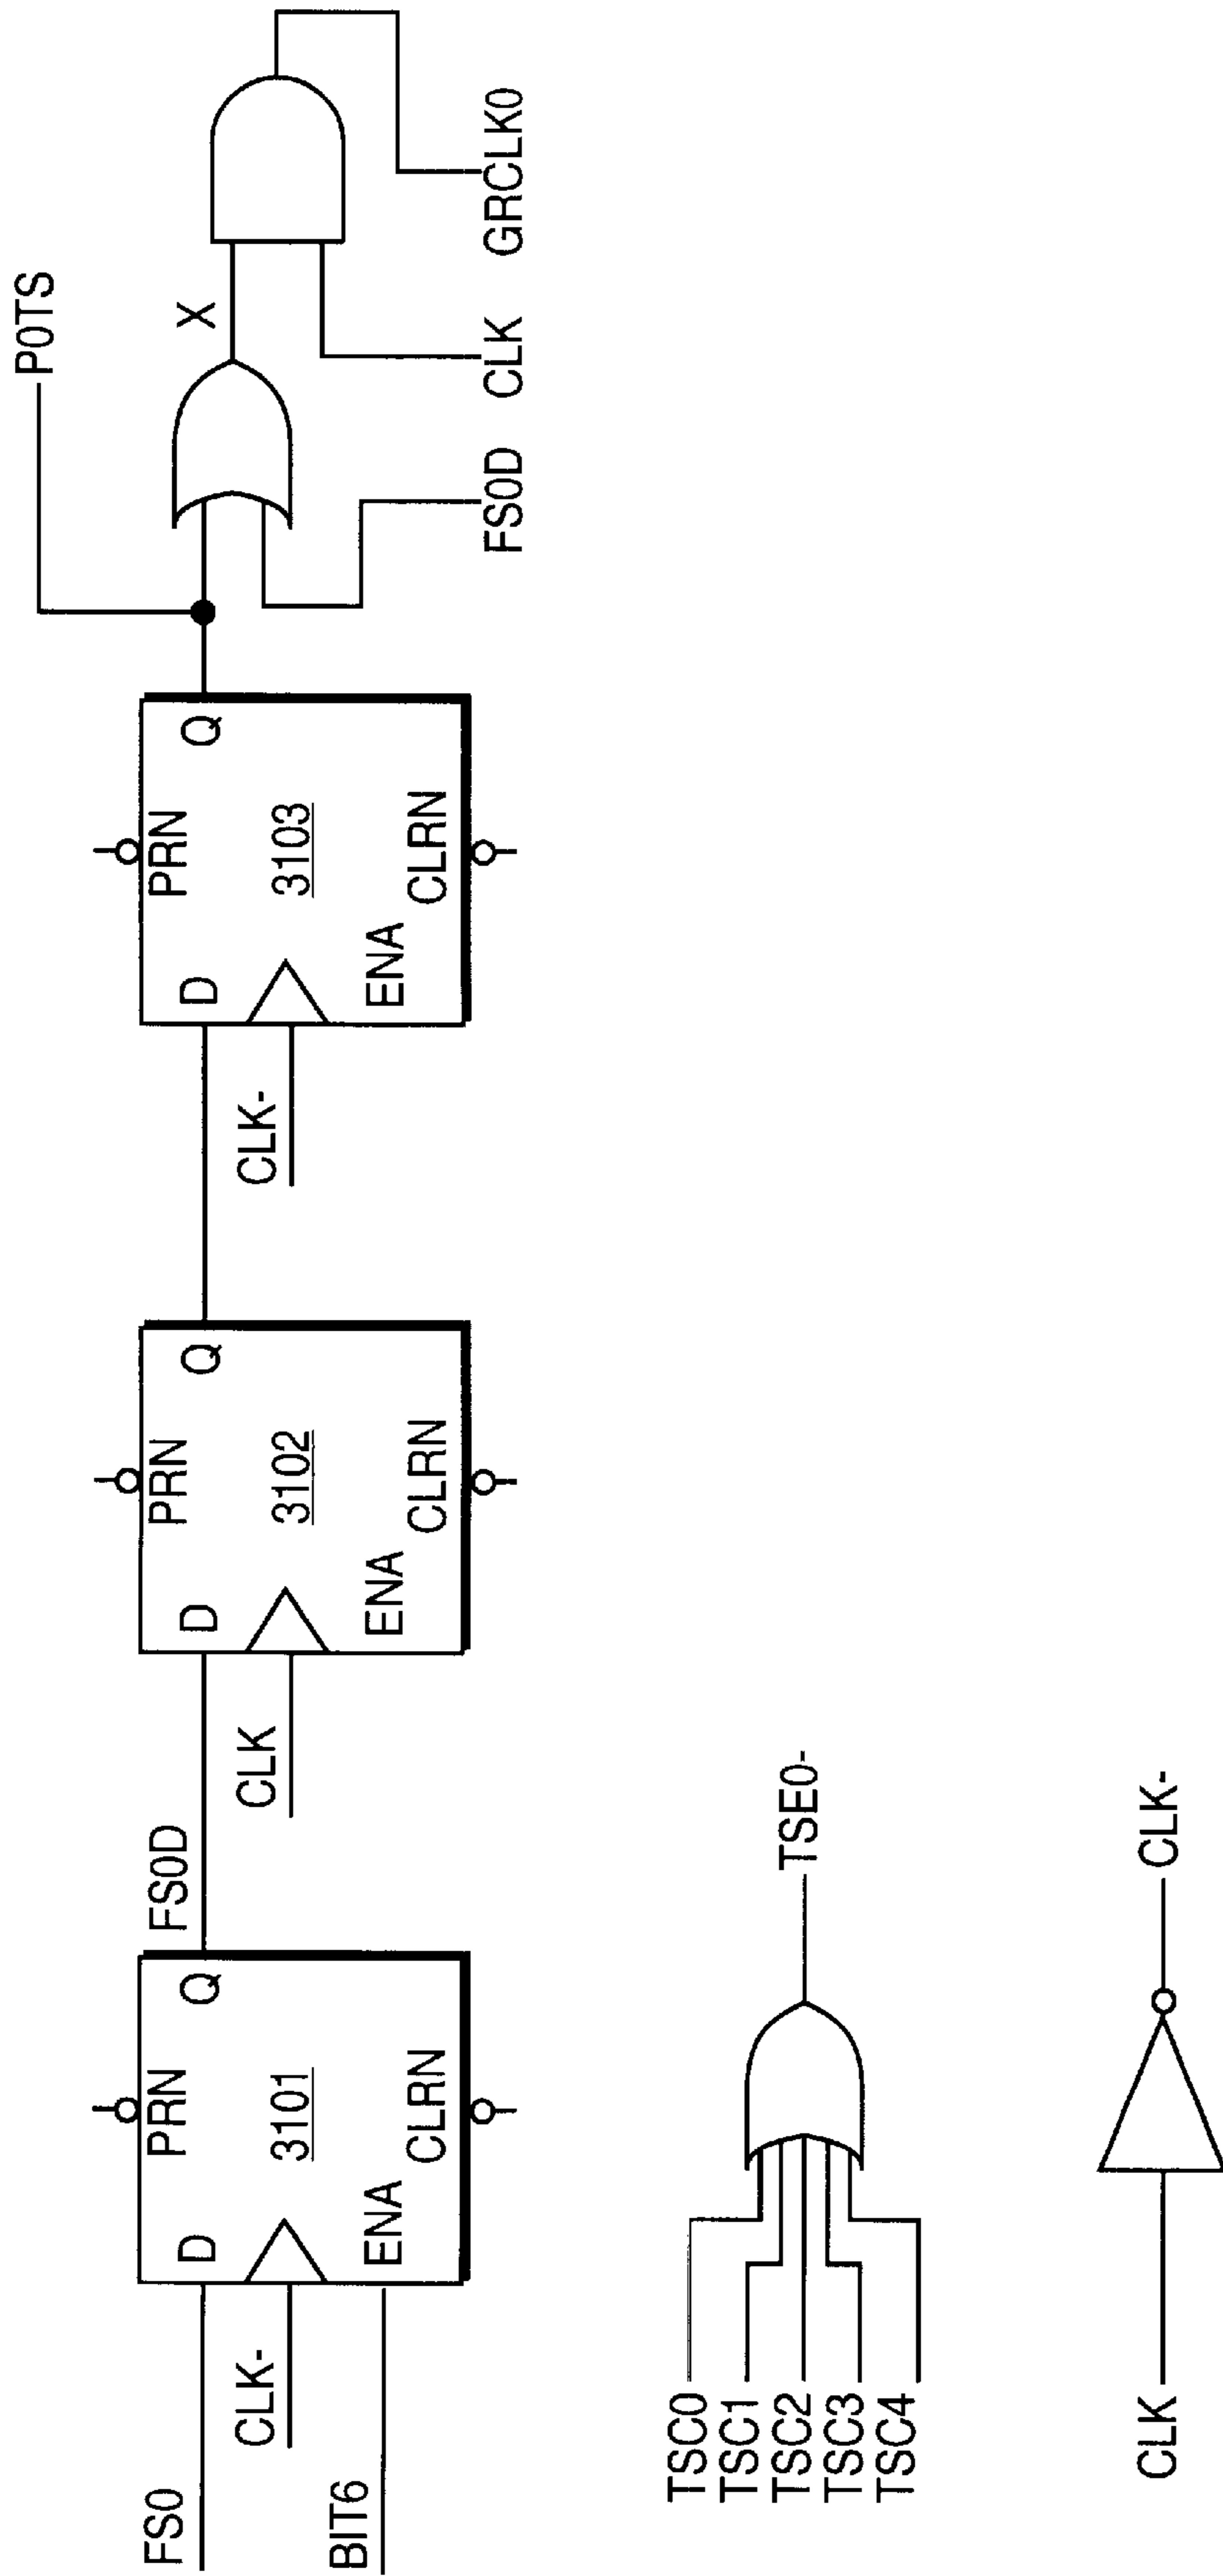 P0TS
X
FS0D
CLK
GRCLK0
FS0
CLK-
BIT6
D
PRN
Q
3101
ENA
CLRN
FS0D
CLK
D
PRN
Q
3102
ENA
CLRN
CLK-
D
PRN
Q
3103
ENA
CLRN
TSC0
TSC1
TSC2
TSC3
TSC4
TSE0-
CLK
CLK-